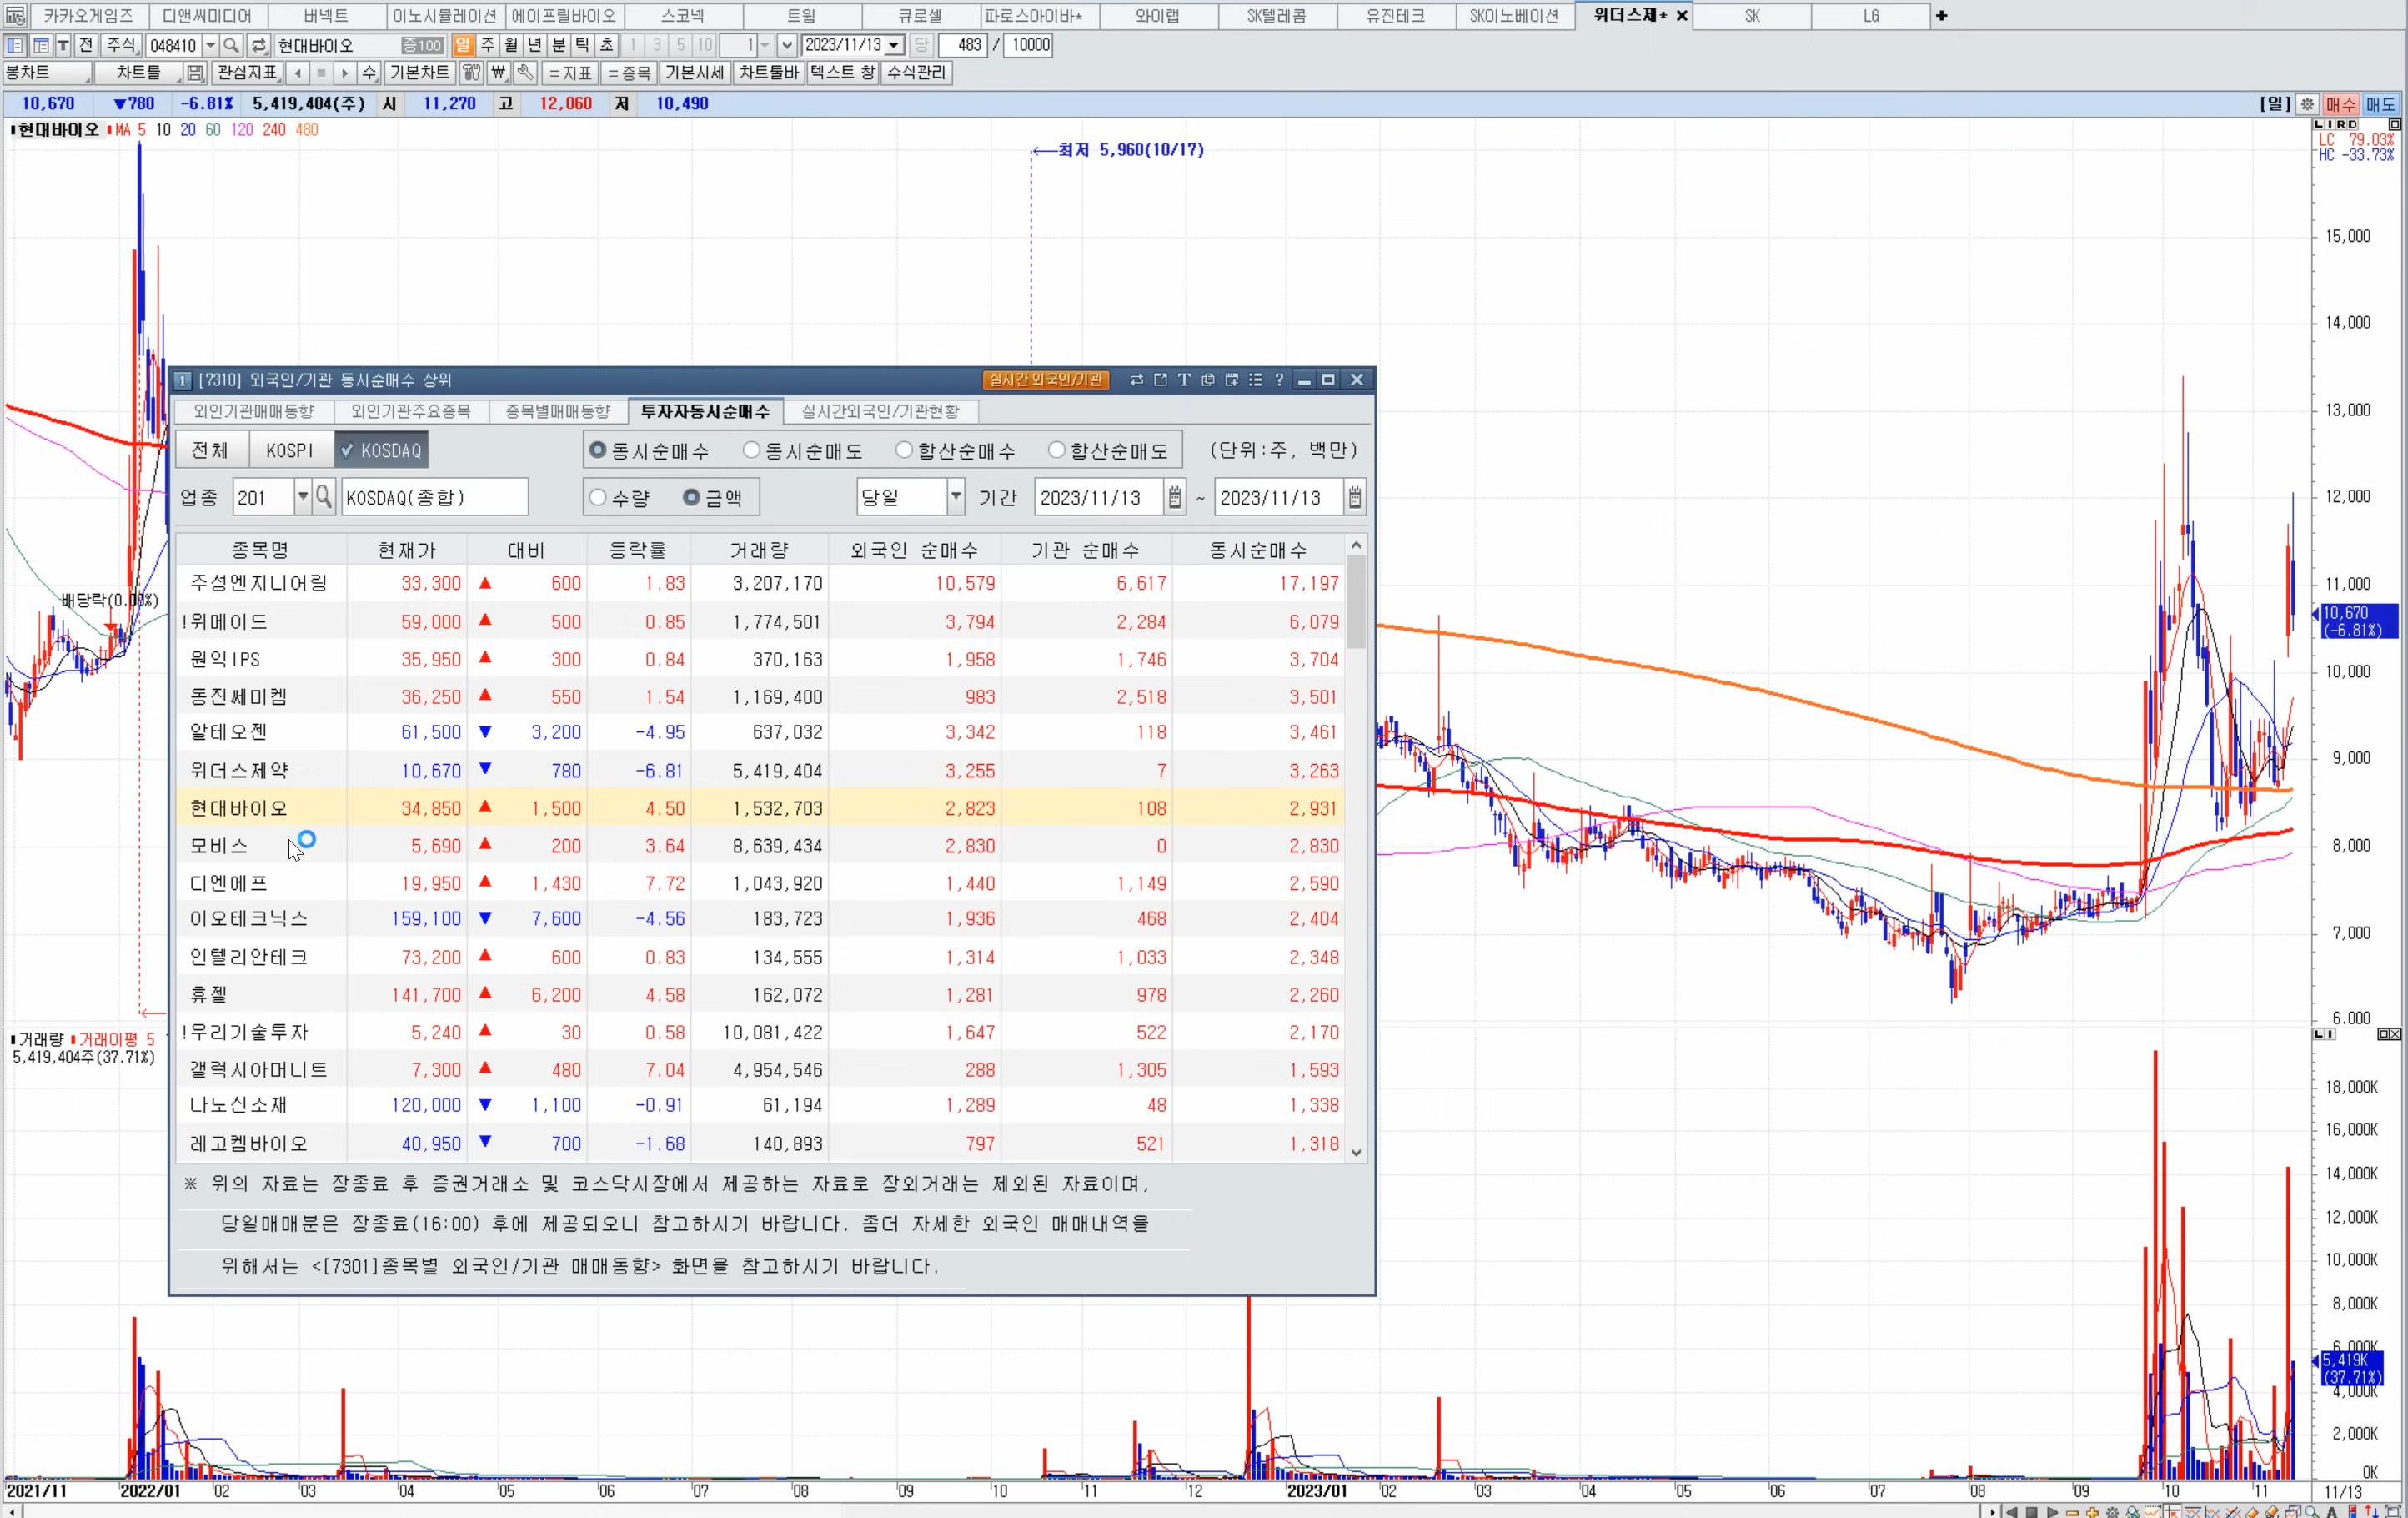 카카오게임즈 디앤씨미디어 버넥트 이노시뮬레이션 에이프릴바이오 스코넥 트윔 큐로셀 파로스아이바* 와이랩 SK텔레콤 유진테크 SK이노베이션 위더스제* SK LG
T 전 주식 048410 현대바이오 증100 일 주 월 년 분 틱 초 1 3 5 10 1 2023/11/13 당 483 / 10000
봉차트 차트틀 관심지표 수 기본차트 ₩ =지표 =종목 기본시세 차트툴바 텍스트 창 수식관리
10,670 ▼780 -6.81% 5,419,404(주) 시 11,270 고 12,060 저 10,490 [일] 매수 매도
현대바이오 MA 5 10 20 60 120 240 480
LC 79.03%
HC -33.73%
←최저 5,960(10/17)
15,000
14,000
13,000
12,000
11,000
10,670
(-6.81%)
10,000
9,000
8,000
7,000
6,000
배당락(0.00%)
1 [7310] 외국인/기관 동시순매수 상위 실시간 외국인/기관 T ?
외인기관매매동향 외인기관주요종목 종목별매매동향 투자자동시순매수 실시간외국인/기관현황
전체 KOSPI KOSDAQ 동시순매수 동시순매도 합산순매수 합산순매도 (단위:주, 백만)
업종 201 KOSDAQ(종합) 수량 금액 당일 기간 2023/11/13 ~ 2023/11/13
종목명 현재가 대비 등락률 거래량 외국인 순매수 기관 순매수 동시순매수
주성엔지니어링 33,300 ▲ 600 1.83 3,207,170 10,579 6,617 17,197
!위메이드 59,000 ▲ 500 0.85 1,774,501 3,794 2,284 6,079
원익IPS 35,950 ▲ 300 0.84 370,163 1,958 1,746 3,704
동진쎄미켐 36,250 ▲ 550 1.54 1,169,400 983 2,518 3,501
알테오젠 61,500 ▼ 3,200 -4.95 637,032 3,342 118 3,461
위더스제약 10,670 ▼ 780 -6.81 5,419,404 3,255 7 3,263
현대바이오 34,850 ▲ 1,500 4.50 1,532,703 2,823 108 2,931
모비스 5,690 ▲ 200 3.64 8,639,434 2,830 0 2,830
디엔에프 19,950 ▲ 1,430 7.72 1,043,920 1,440 1,149 2,590
이오테크닉스 159,100 ▼ 7,600 -4.56 183,723 1,936 468 2,404
인텔리안테크 73,200 ▲ 600 0.83 134,555 1,314 1,033 2,348
휴젤 141,700 ▲ 6,200 4.58 162,072 1,281 978 2,260
!우리기술투자 5,240 ▲ 30 0.58 10,081,422 1,647 522 2,170
갤럭시아머니트 7,300 ▲ 480 7.04 4,954,546 288 1,305 1,593
나노신소재 120,000 ▼ 1,100 -0.91 61,194 1,289 48 1,338
레고켐바이오 40,950 ▼ 700 -1.68 140,893 797 521 1,318
※ 위의 자료는 장종료 후 증권거래소 및 코스닥시장에서 제공하는 자료로 장외거래는 제외된 자료이며,
당일매매분은 장종료(16:00) 후에 제공되오니 참고하시기 바랍니다. 좀더 자세한 외국인 매매내역을
위해서는 <[7301]종목별 외국인/기관 매매동향> 화면을 참고하시기 바랍니다.
거래량 거래이평 5
5,419,404주(37.71%)
18,000K
16,000K
14,000K
12,000K
10,000K
8,000K
6,000K
5,419K
(37.71%)
4,000K
2,000K
0K
2021/11 2022/01 02 03 04 05 06 07 08 09 10 11 12 2023/01 02 03 04 05 06 07 08 09 10 11 11/13